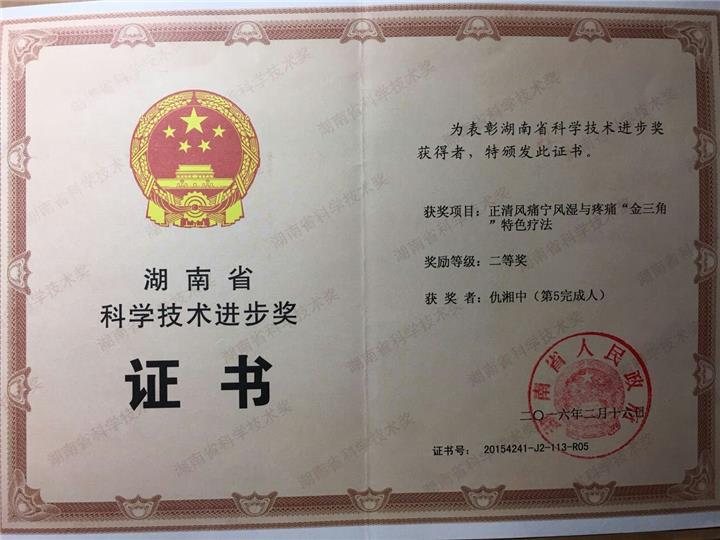 湖南省
科学技术进步奖
证书
为表彰湖南省科学技术进步奖
获得者，特颁发此证书。
获奖项目：正清风痛宁风湿与疼痛“金三角
”特色疗法
奖励等级：二等奖
获 奖 者：仇湘中（第5完成人）
湖南省人民政府
二〇一六年二月十六日
证书号： 20154241-J2-113-R05